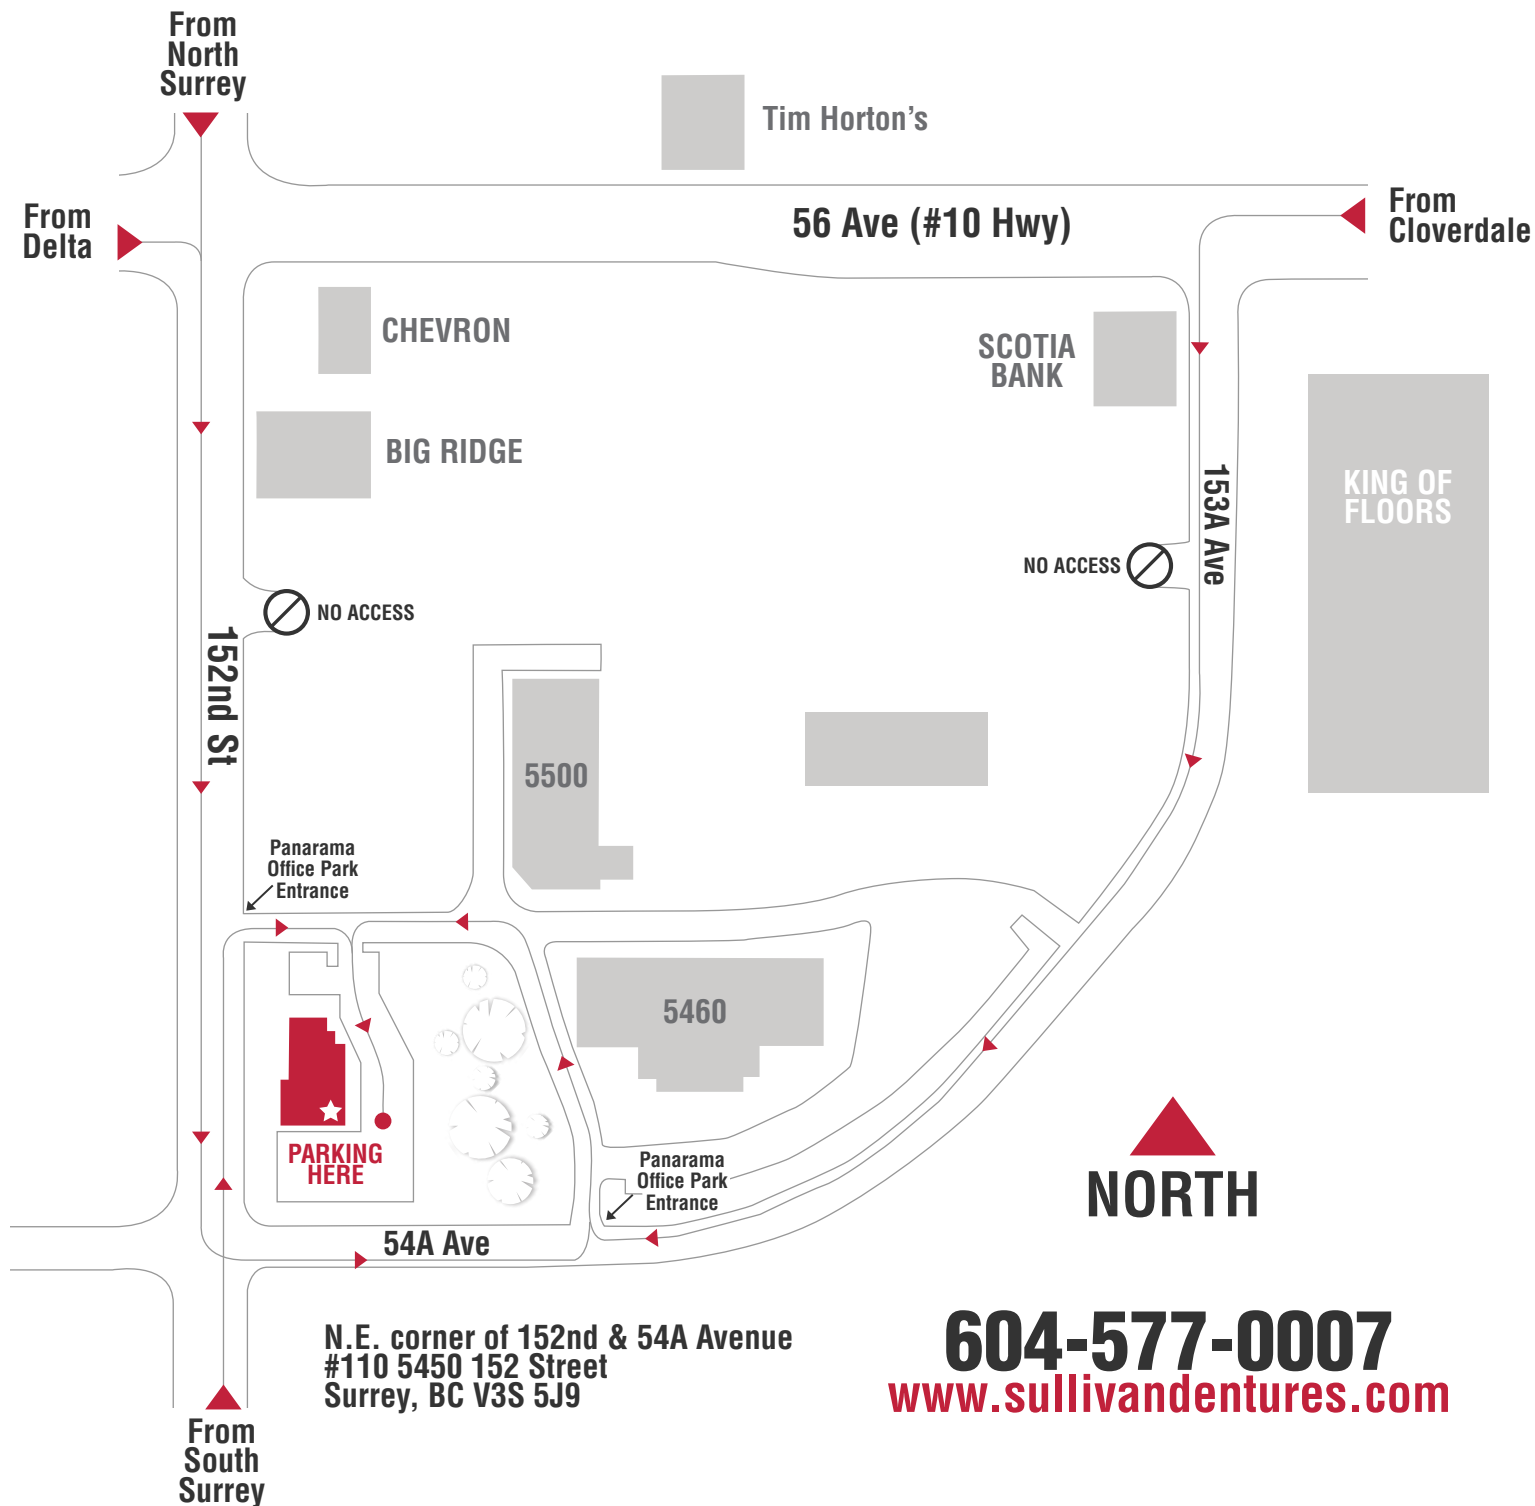 From
North
Surrey
Tim Horton's
From
Delta
56 Ave (#10 Hwy)
From
Cloverdale
CHEVRON
SCOTIA
BANK
BIG RIDGE
153A Ave
KING OF
FLOORS
NO ACCESS
NO ACCESS
152nd St
5500
Panarama
Office Park
Entrance
5460
PARKING
HERE
Panarama
Office Park
Entrance
NORTH
54A Ave
N.E. corner of 152nd & 54A Avenue
#110 5450 152 Street
Surrey, BC V3S 5J9
604-577-0007
www.sullivandentures.com
From
South
Surrey